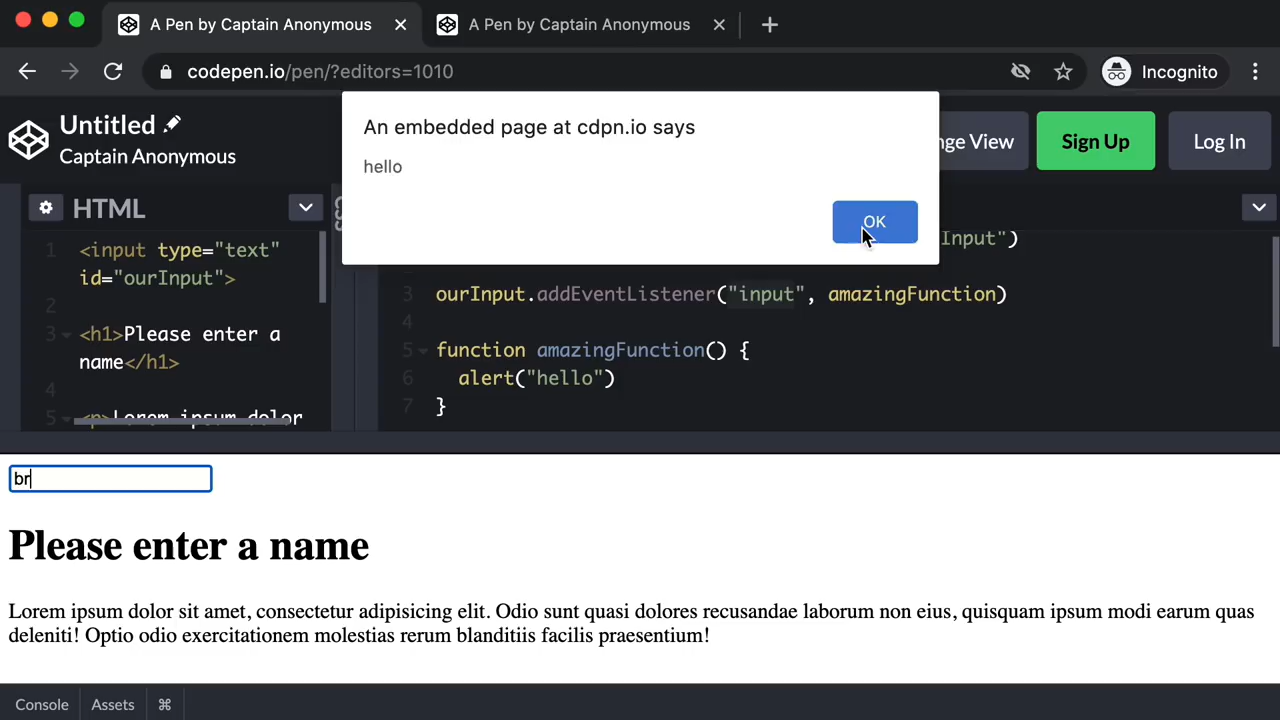 A Pen by Captain Anonymous
A Pen by Captain Anonymous
codepen.io/pen/?editors=1010
Incognito
Untitled
Captain Anonymous
An embedded page at cdpn.io says
hello
OK
nge View
Sign Up
Log In
HTML
CSS
1 <input type="text"
id="ourInput">
2
3 <h1>Please enter a
name</h1>
4
5 <p>Lorem ipsum dolor
Input")
3 ourInput.addEventListener("input", amazingFunction)
4
5 function amazingFunction() {
6 alert("hello")
7 }
br
Please enter a name
Lorem ipsum dolor sit amet, consectetur adipisicing elit. Odio sunt quasi dolores recusandae laborum non eius, quisquam ipsum modi earum quas
deleniti! Optio odio exercitationem molestias rerum blanditiis facilis praesentium!
Console
Assets
⌘